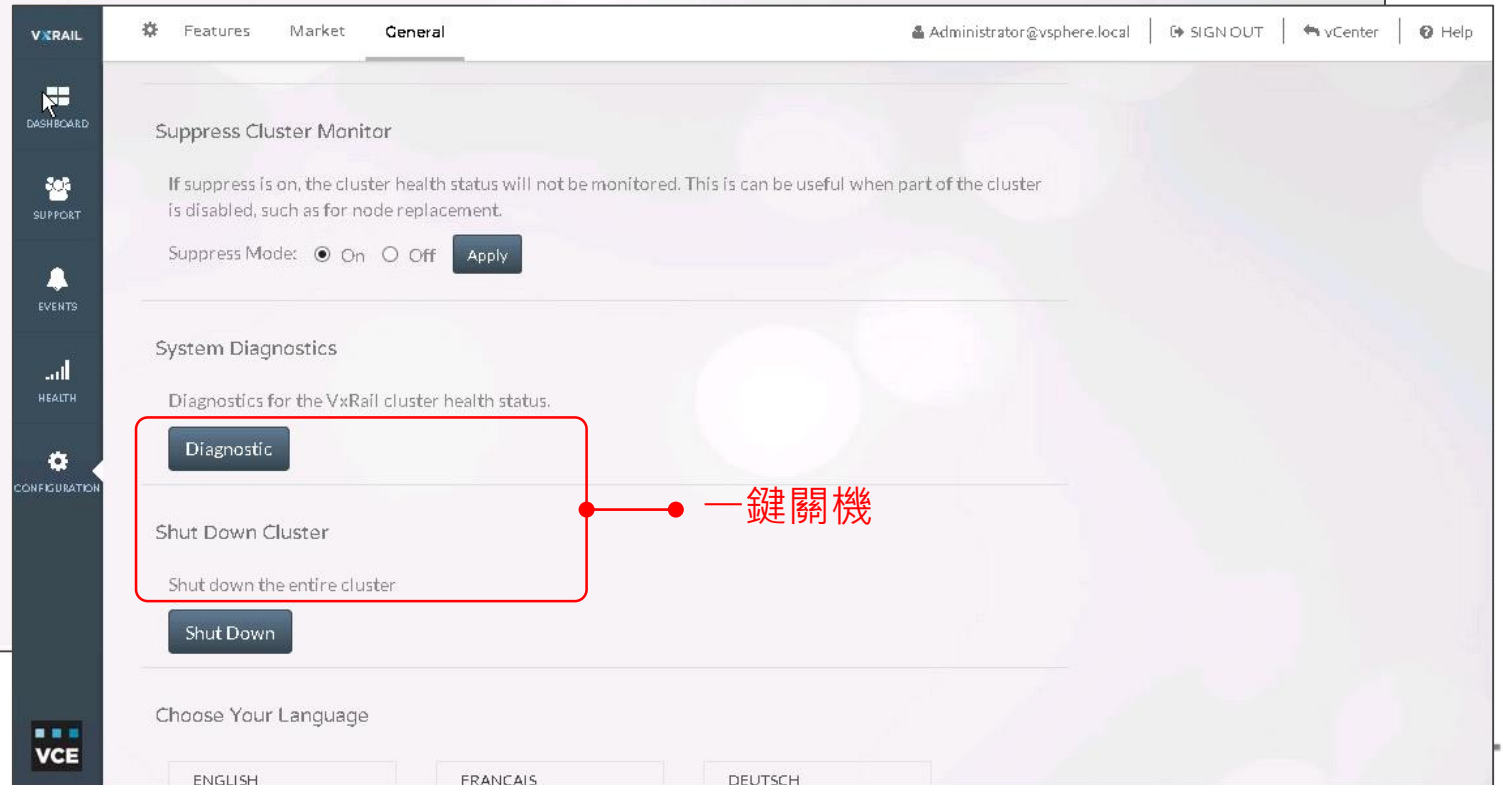 VXRAIL
Features Market General Administrator@vsphere.local SIGN OUT vCenter Help
DASHBOARD
SUPPORT
EVENTS
HEALTH
CONFIGURATION
VCE
Suppress Cluster Monitor
If suppress is on, the cluster health status will not be monitored. This is can be useful when part of the cluster
is disabled, such as for node replacement.
Suppress Mode: On Off Apply
System Diagnostics
Diagnostics for the VxRail cluster health status.
Diagnostic
一鍵關機
Shut Down Cluster
Shut down the entire cluster
Shut Down
Choose Your Language
ENGLISH FRANCAIS DEUTSCH